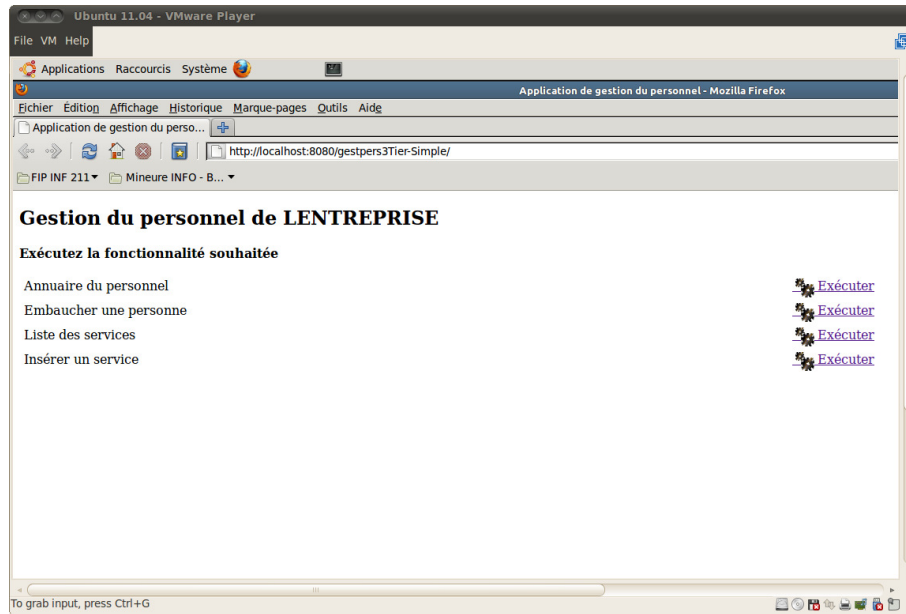 Ubuntu 11.04 - VMware Player
File VM Help
Applications Raccourcis Système
Application de gestion du personnel - Mozilla Firefox
Fichier Édition Affichage Historique Marque-pages Outils Aide
Application de gestion du perso...
http://localhost:8080/gestpers3Tier-Simple/
FIP INF 211 Mineure INFO - B...
Gestion du personnel de LENTREPRISE
Exécutez la fonctionnalité souhaitée
Annuaire du personnel Exécuter
Embaucher une personne Exécuter
Liste des services Exécuter
Insérer un service Exécuter
To grab input, press Ctrl+G